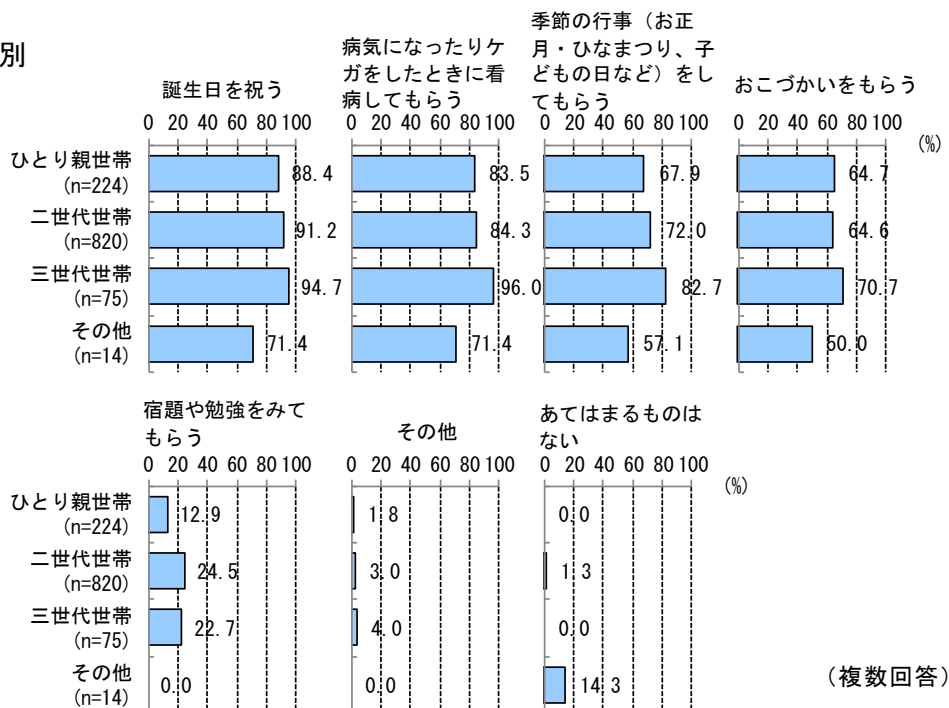 別
誕生日を祝う
病気になったりケ
ガをしたときに看
病してもらう
季節の行事（お正
月・ひなまつり、子
どもの日など）をし
てもらう
おこづかいをもらう
0 20 40 60 80 100
0 20 40 60 80 100
0 20 40 60 80 100
0 20 40 60 80 100
(%)
ひとり親世帯
(n=224)
88.4
83.5
67.9
64.7
二世代世帯
(n=820)
91.2
84.3
72.0
64.6
三世代世帯
(n=75)
94.7
96.0
82.7
70.7
その他
(n=14)
71.4
71.4
57.1
50.0
宿題や勉強をみて
もらう
その他
あてはまるものは
ない
0 20 40 60 80 100
0 20 40 60 80 100
0 20 40 60 80 100
(%)
ひとり親世帯
(n=224)
12.9
1.8
0.0
二世代世帯
(n=820)
24.5
3.0
1.3
三世代世帯
(n=75)
22.7
4.0
0.0
その他
(n=14)
0.0
0.0
14.3
（複数回答）